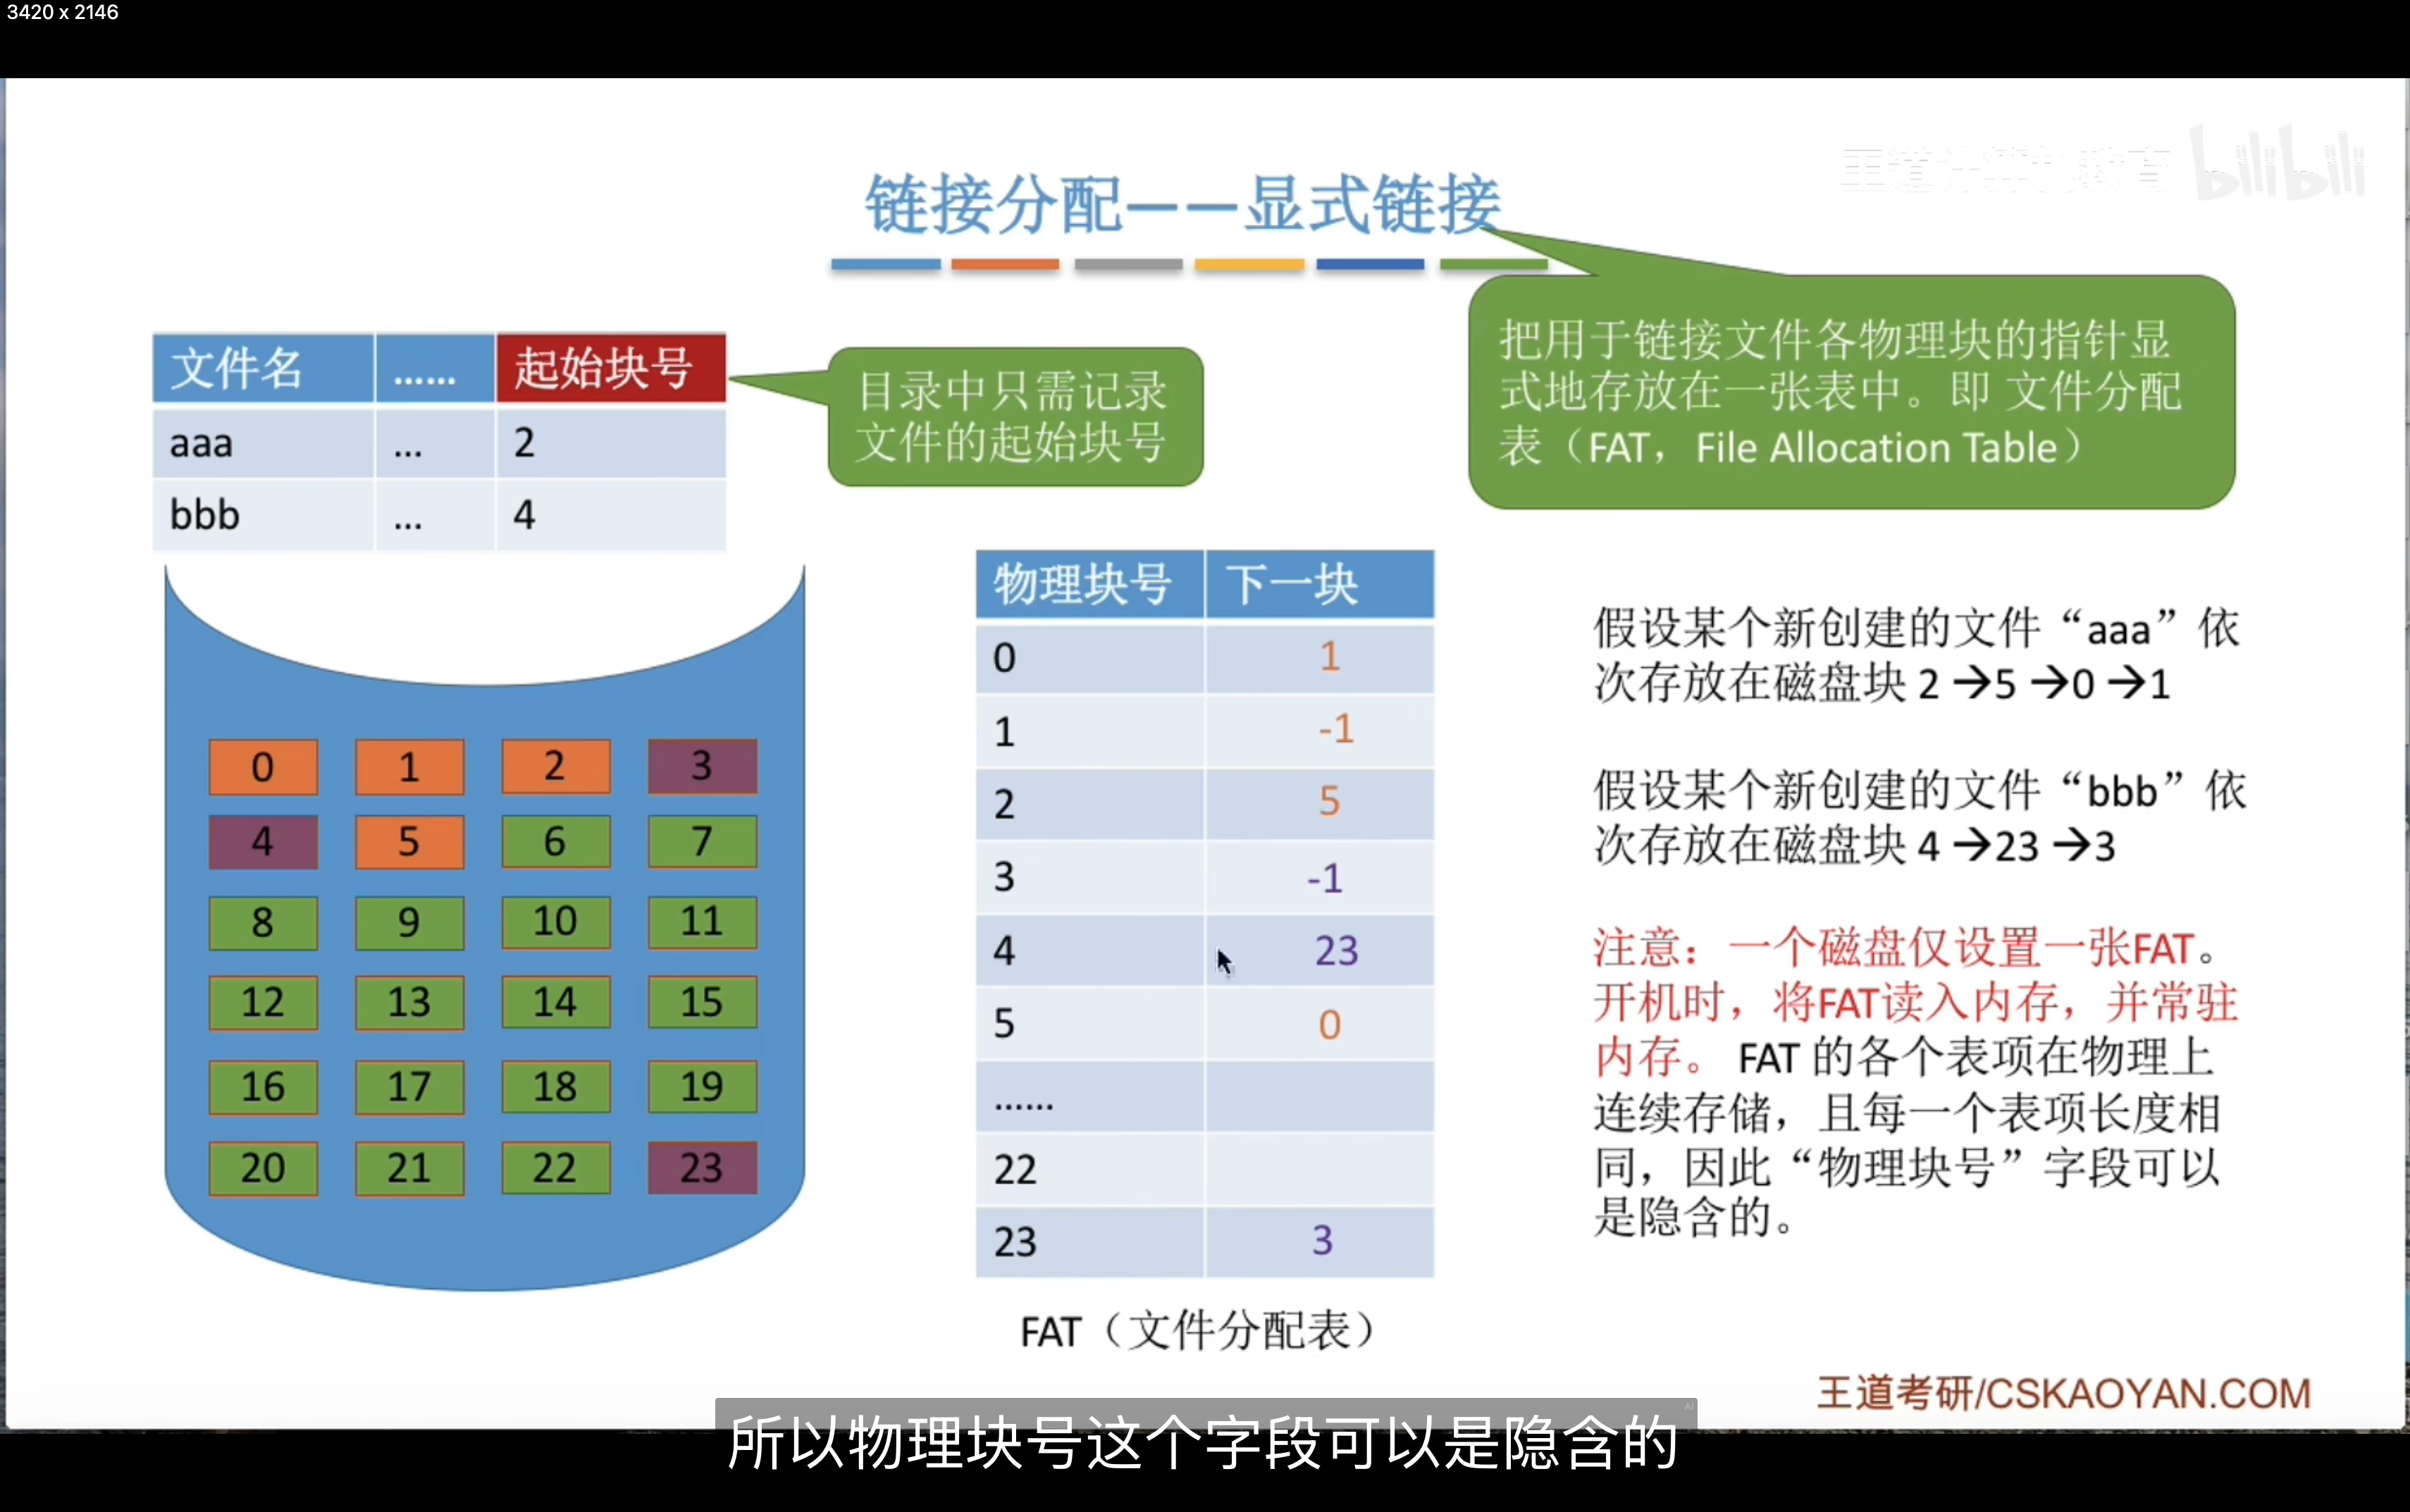 3420 x 2146
bilibili
链接分配——显式链接
把用于链接文件各物理块的指针显
式地存放在一张表中。即 文件分配
表（FAT，File Allocation Table）
文件名 …… 起始块号
aaa … 2
bbb … 4
目录中只需记录
文件的起始块号
0 1 2 3
4 5 6 7
8 9 10 11
12 13 14 15
16 17 18 19
20 21 22 23
物理块号 下一块
0 1
1 -1
2 5
3 -1
4 23
5 0
……
22
23 3
FAT（文件分配表）
假设某个新创建的文件“aaa”依
次存放在磁盘块 2 →5 →0 →1
假设某个新创建的文件“bbb”依
次存放在磁盘块 4 →23 →3
注意：一个磁盘仅设置一张FAT。
开机时，将FAT读入内存，并常驻
内存。 FAT 的各个表项在物理上
连续存储，且每一个表项长度相
同，因此“物理块号”字段可以
是隐含的。
王道考研/CSKAOYAN.COM
AI
所以物理块号这个字段可以是隐含的